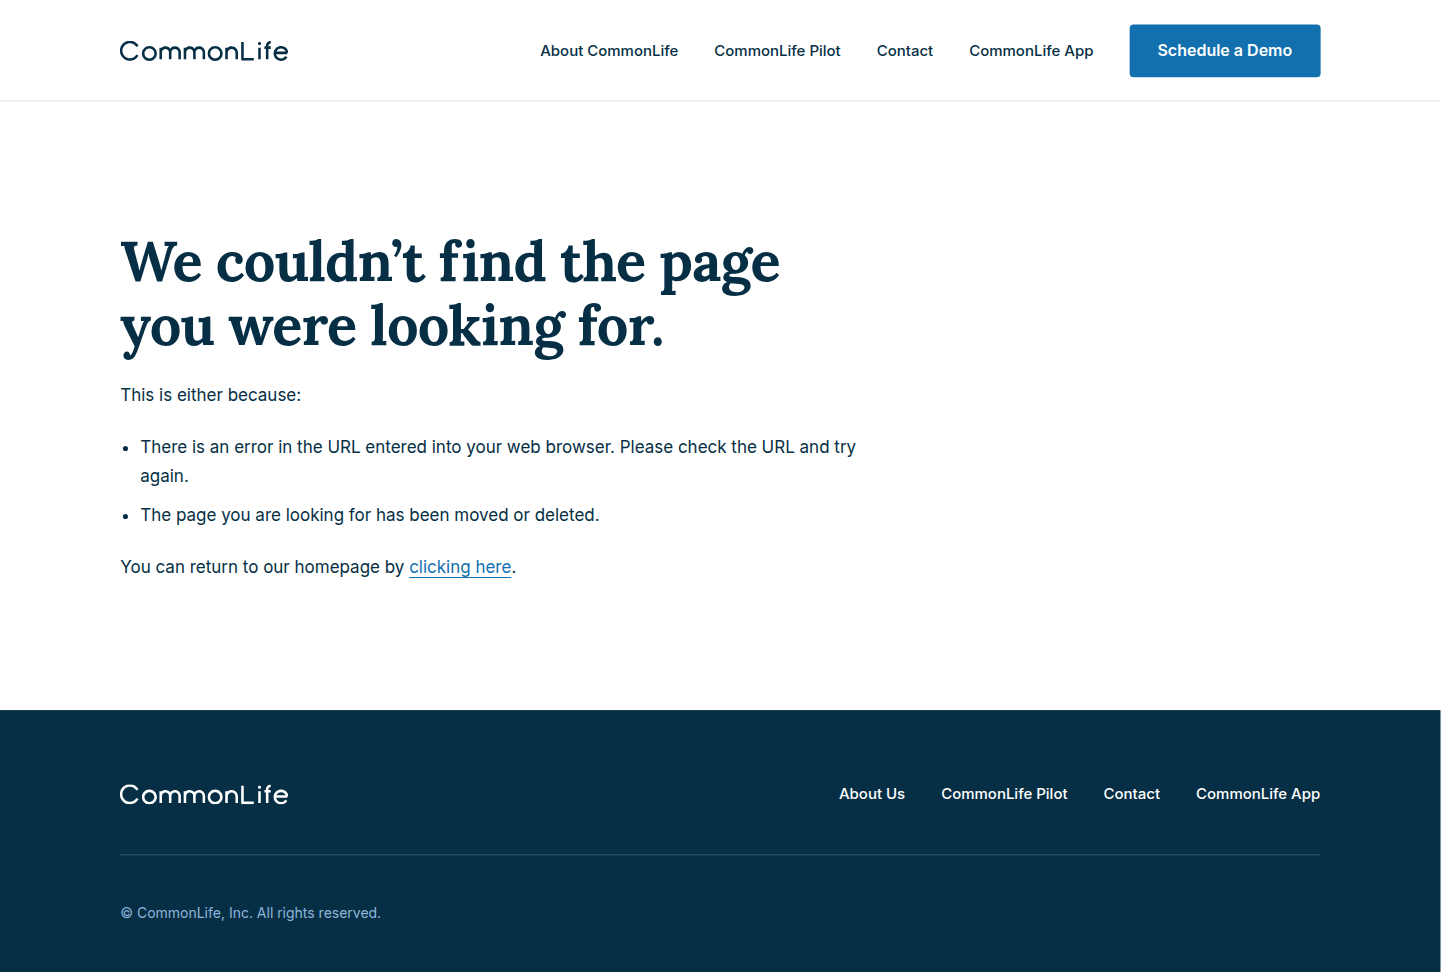 CommonLife
About CommonLife
CommonLife Pilot
Contact
CommonLife App
Schedule a Demo
We couldn’t find the page
you were looking for.
This is either because:
• There is an error in the URL entered into your web browser. Please check the URL and try
again.
• The page you are looking for has been moved or deleted.
You can return to our homepage by clicking here.
CommonLife
About Us
CommonLife Pilot
Contact
CommonLife App
© CommonLife, Inc. All rights reserved.